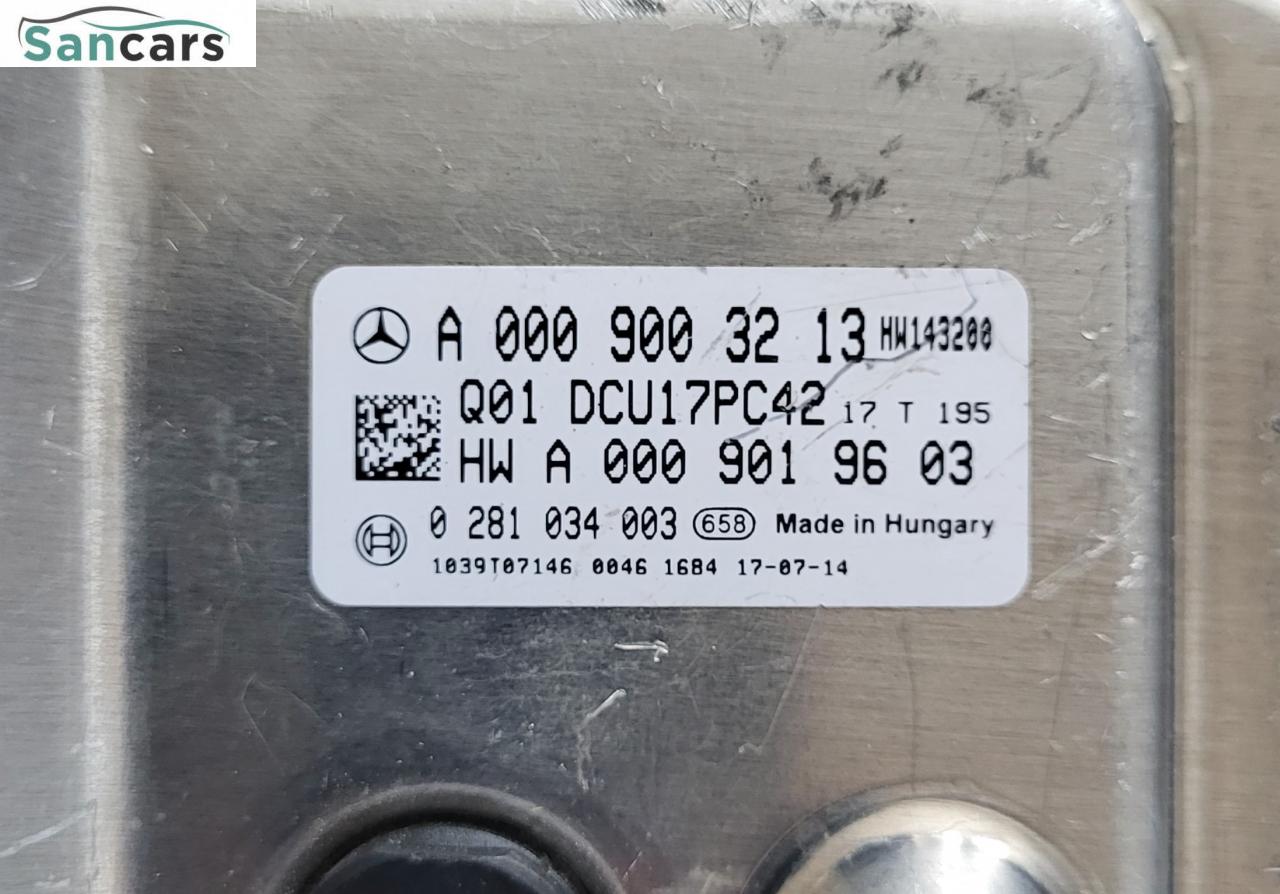 Sancars
A 000 900 32 13 HW143200
Q01 DCU17PC42 17 T 195
HW A 000 901 96 03
0 281 034 003 658 Made in Hungary
1039T07146 0046 1684 17-07-14